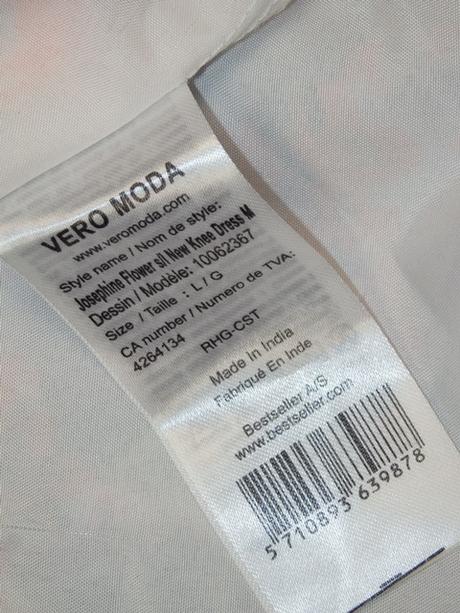 VERO MODA
www.veromoda.com
Style name / Nom de style:
Josephine Flower s/l New Knee Dress M
Dessin / Modèle: 10062367
Size / Taille : L / G
CA number / Numero de TVA:
4264134
RHG-CST
Made In India
Fabriqué En Inde
Bestseller A/S
www.bestseller.com
5 710893 639878